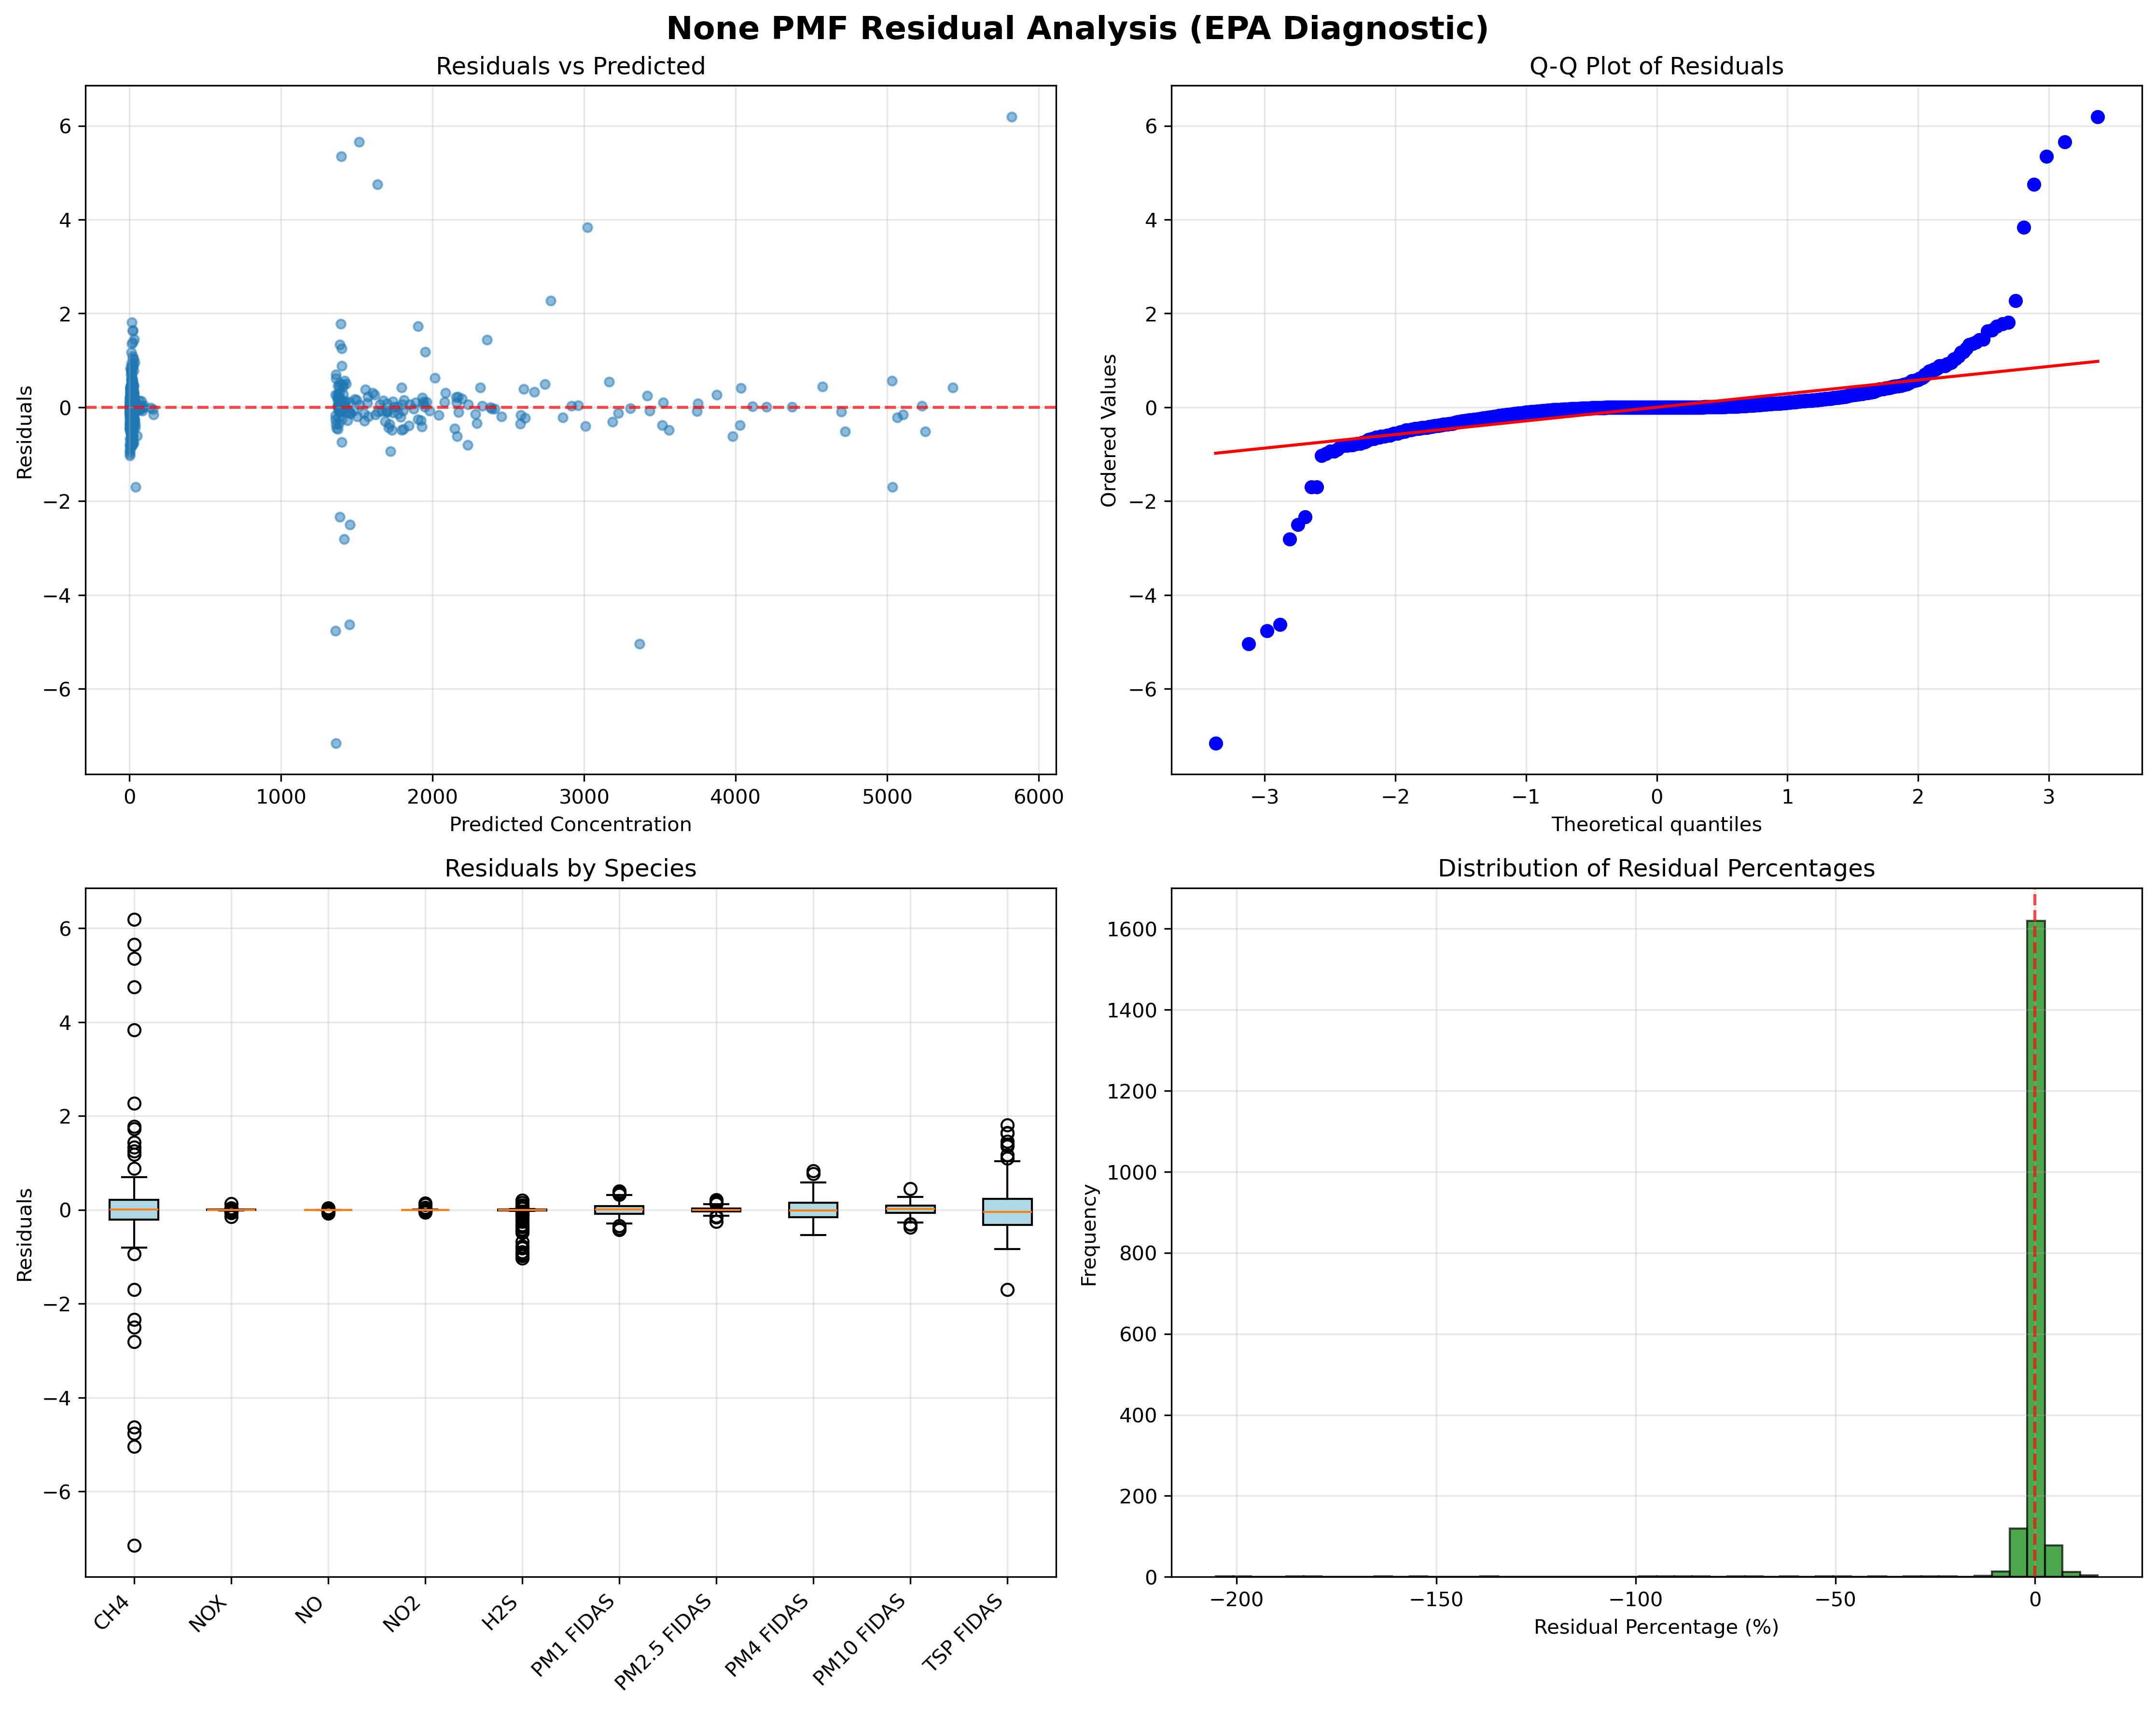 None PMF Residual Analysis (EPA Diagnostic)
Residuals vs Predicted
6
4
2
0
−2
−4
−6
Residuals
0 1000 2000 3000 4000 5000 6000
Predicted Concentration
Q-Q Plot of Residuals
6
4
2
0
−2
−4
−6
Ordered Values
−3 −2 −1 0 1 2 3
Theoretical quantiles
Residuals by Species
6
4
2
0
−2
−4
−6
Residuals
CH4 NOX NO NO2 H2S PM1 FIDAS PM2.5 FIDAS PM4 FIDAS PM10 FIDAS TSP FIDAS
Distribution of Residual Percentages
1600
1400
1200
1000
800
600
400
200
0
Frequency
−200 −150 −100 −50 0
Residual Percentage (%)